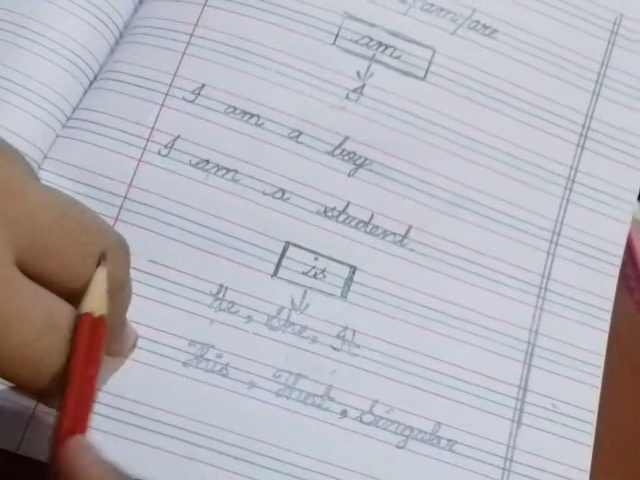 /am/are
am
I
I am a boy.
I am a student.
is
He, She, It
This, That, Singular